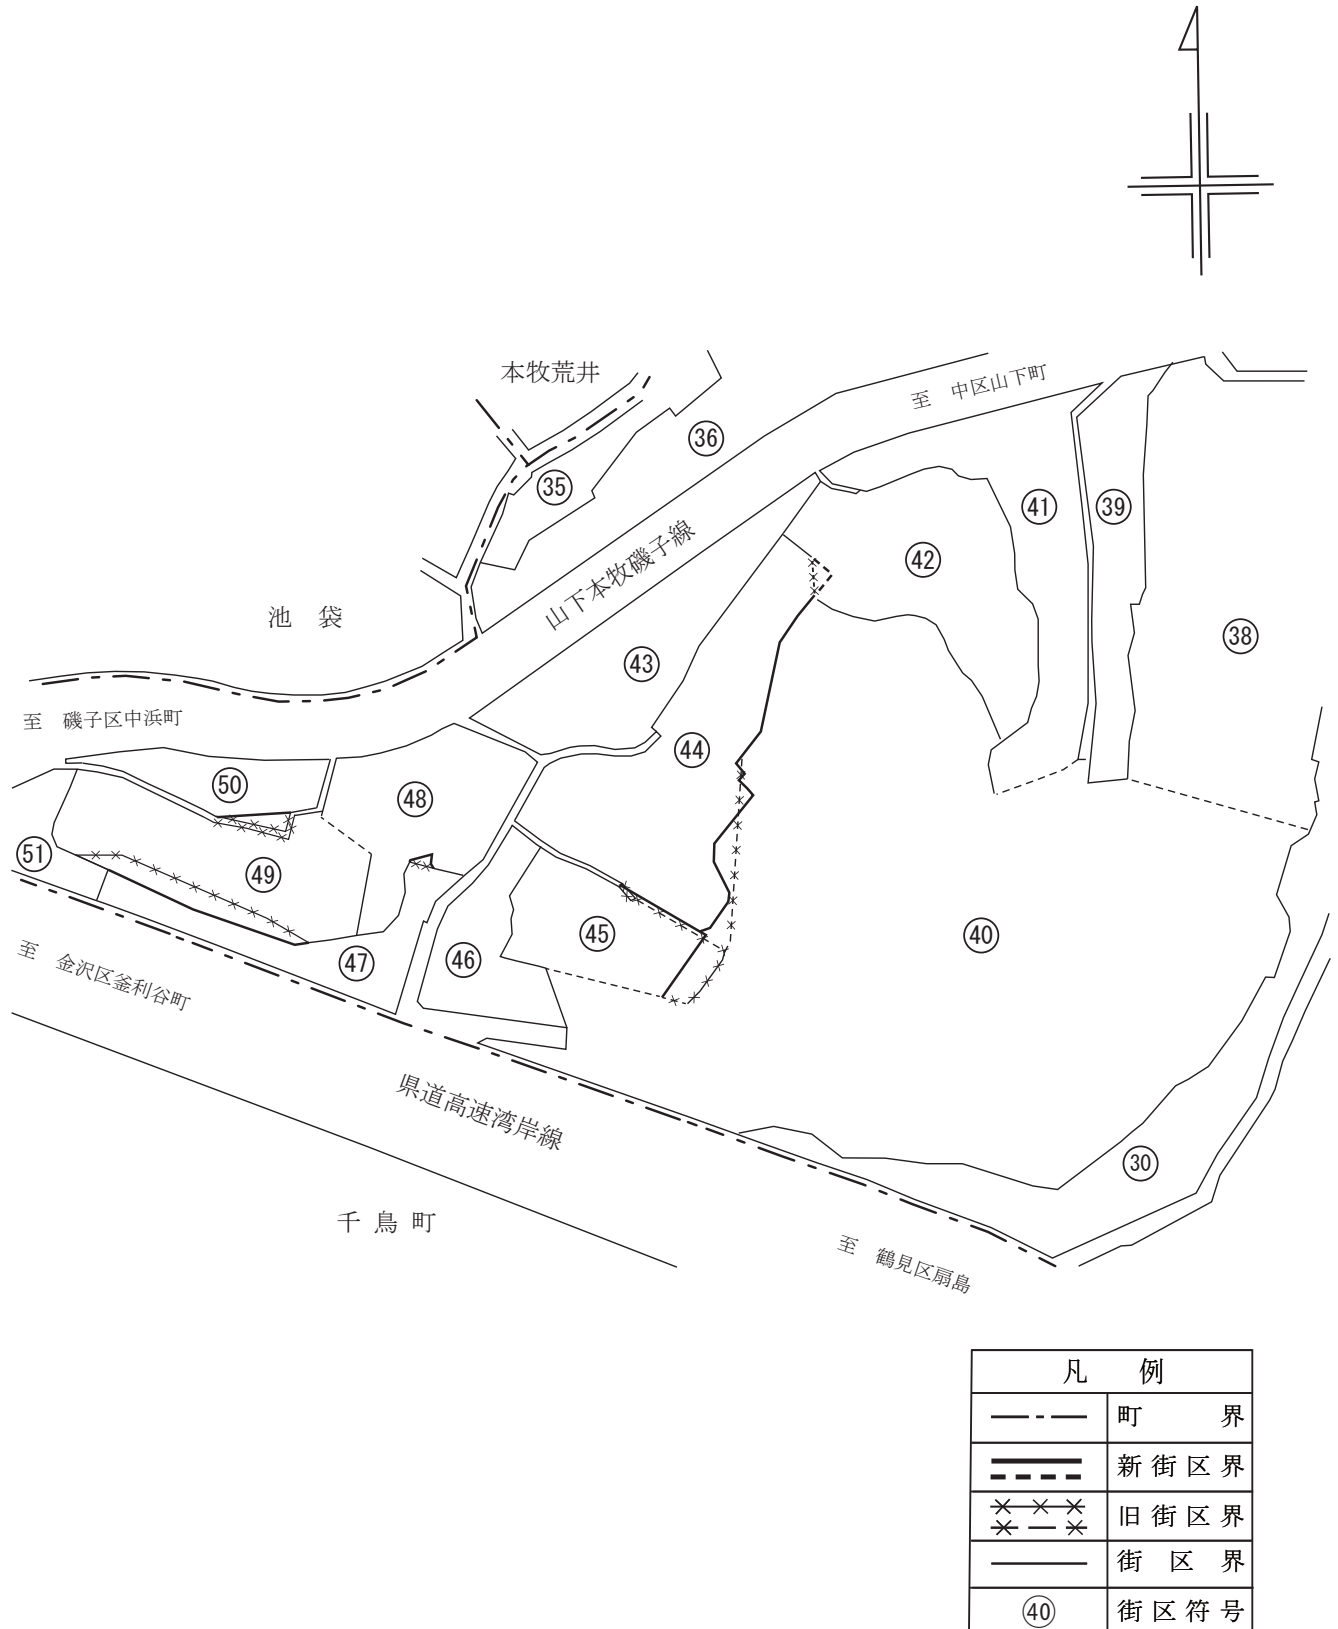 本牧荒井
至 中区山下町
㊱
㉟
㊶
㊴
山下本牧磯子線
㊷
池 袋
㊳
㊸
至 磯子区中浜町
㊹
㊿
㊽
51
㊾
㊺
㊵
㊼
㊻
至 金沢区釜利谷町
県道高速湾岸線
㉚
千 鳥 町
至 鶴見区扇島
凡 例
町 界
新街区界
旧街区界
街 区 界
㊵ 街区符号